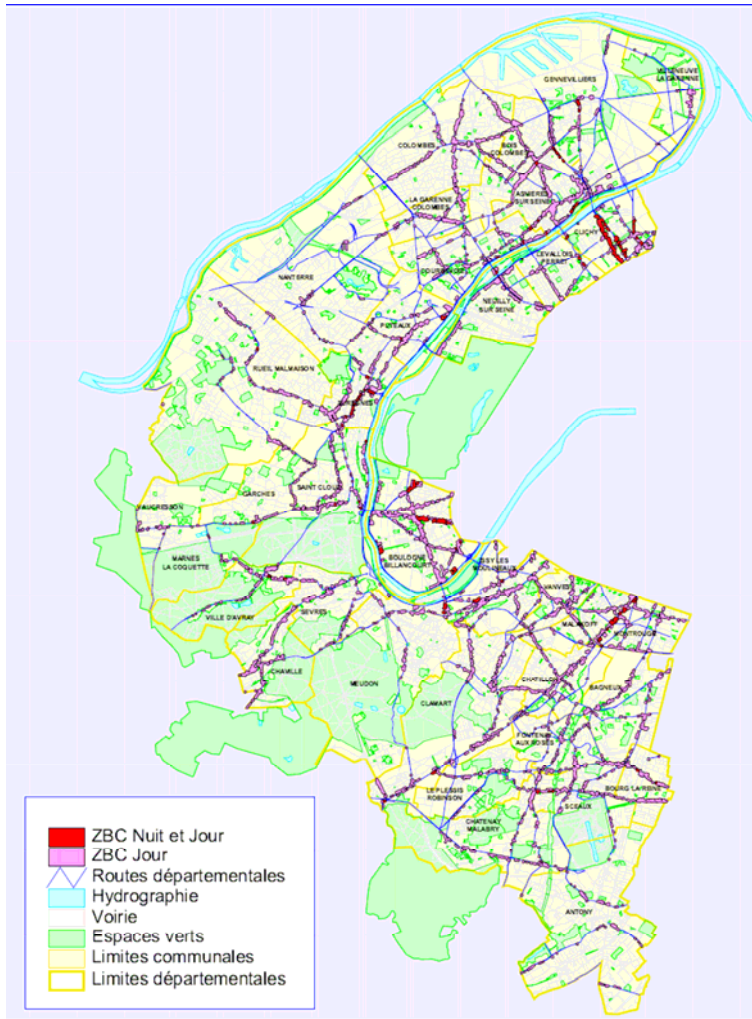 GENNEVILLIERS
VILLENEUVE
LA GARENNE
COLOMBES
BOIS
COLOMBES
LA GARENNE
COLOMBES
ASNIERES
SUR SEINE
CLICHY
LEVALLOIS
PERRET
COURBEVOIE
NANTERRE
NEUILLY
SUR SEINE
PUTEAUX
RUEIL MALMAISON
SURESNES
SAINT CLOUD
GARCHES
VAUCRESSON
MARNES
LA COQUETTE
BOULOGNE
BILLANCOURT
ISSY LES
MOULINEAUX
VANVES
VILLE D'AVRAY
SEVRES
MALAKOFF
MONTROUGE
CHAVILLE
MEUDON
CHATILLON
BAGNEUX
CLAMART
FONTENAY
AUX ROSES
LE PLESSIS
ROBINSON
BOURG LA REINE
SCEAUX
CHATENAY
MALABRY
ANTONY
ZBC Nuit et Jour
ZBC Jour
Routes départementales
Hydrographie
Voirie
Espaces verts
Limites communales
Limites départementales